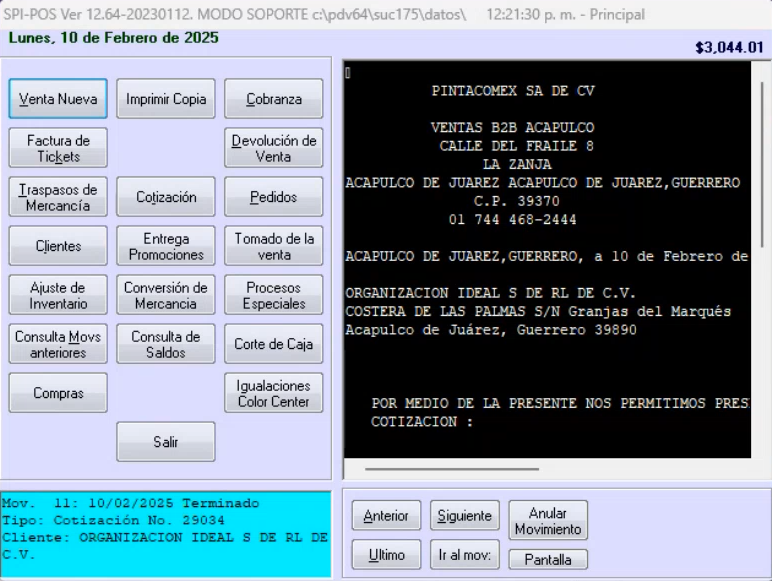 SPI-POS Ver 12.64-20230112. MODO SOPORTE c:\pdv64\suc175\datos\ 12:21:30 p. m. - Principal
Lunes, 10 de Febrero de 2025
$3,044.01
Venta Nueva
Imprimir Copia
Cobranza
Factura de
Tickets
Devolución de
Venta
Traspasos de
Mercancía
Cotización
Pedidos
Clientes
Entrega
Promociones
Tomado de la
venta
Ajuste de
Inventario
Conversión de
Mercancia
Procesos
Especiales
Consulta Movs
anteriores
Consulta de
Saldos
Corte de Caja
Compras
Igualaciones
Color Center
Salir
PINTACOMEX SA DE CV
VENTAS B2B ACAPULCO
CALLE DEL FRAILE 8
LA ZANJA
ACAPULCO DE JUAREZ ACAPULCO DE JUAREZ,GUERRERO
C.P. 39370
01 744 468-2444
ACAPULCO DE JUAREZ,GUERRERO, a 10 de Febrero de
ORGANIZACION IDEAL S DE RL DE C.V.
COSTERA DE LAS PALMAS S/N Granjas del Marqués
Acapulco de Juárez, Guerrero 39890
POR MEDIO DE LA PRESENTE NOS PERMITIMOS PRES
COTIZACION :
Mov. 11: 10/02/2025 Terminado
Tipo: Cotización No. 29034
Cliente: ORGANIZACION IDEAL S DE RL DE
C.V.
Anterior
Siguiente
Anular
Movimiento
Ultimo
Ir al mov:
Pantalla